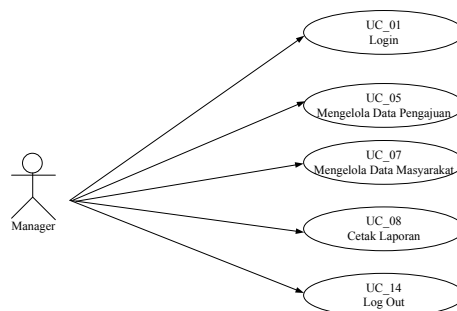 UC_01
Login
UC_05
Mengelola Data Pengajuan
UC_07
Mengelola Data Masyarakat
Manager
UC_08
Cetak Laporan
UC_14
Log Out